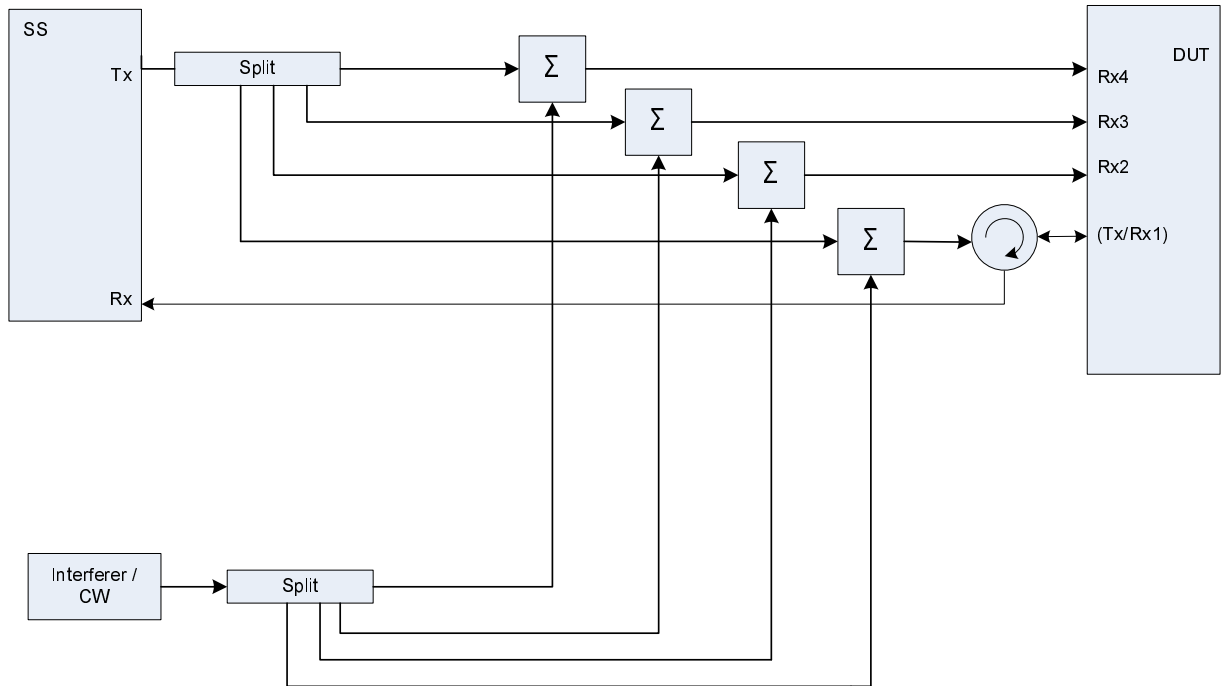 SS
DUT
Tx
Split
Σ
Rx4
Σ
Rx3
Σ
Rx2
Σ
(Tx/Rx1)
Rx
Interferer /
CW
Split